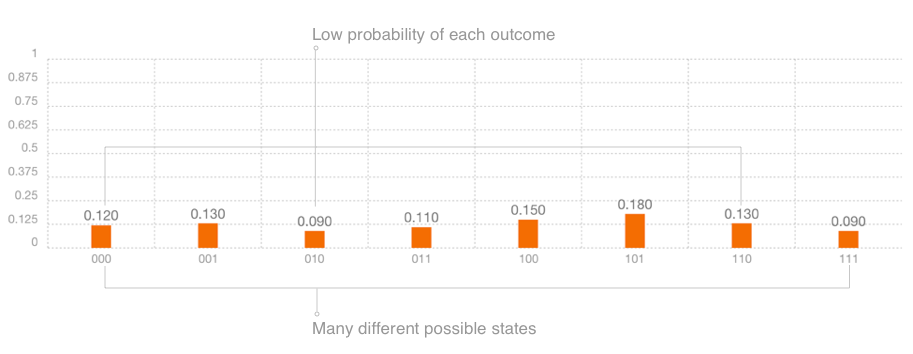 Low probability of each outcome
1
0.875
0.75
0.625
0.5
0.375
0.25
0.125
0
0.120 0.130 0.090 0.110 0.150 0.180 0.130 0.090
000 001 010 011 100 101 110 111
Many different possible states